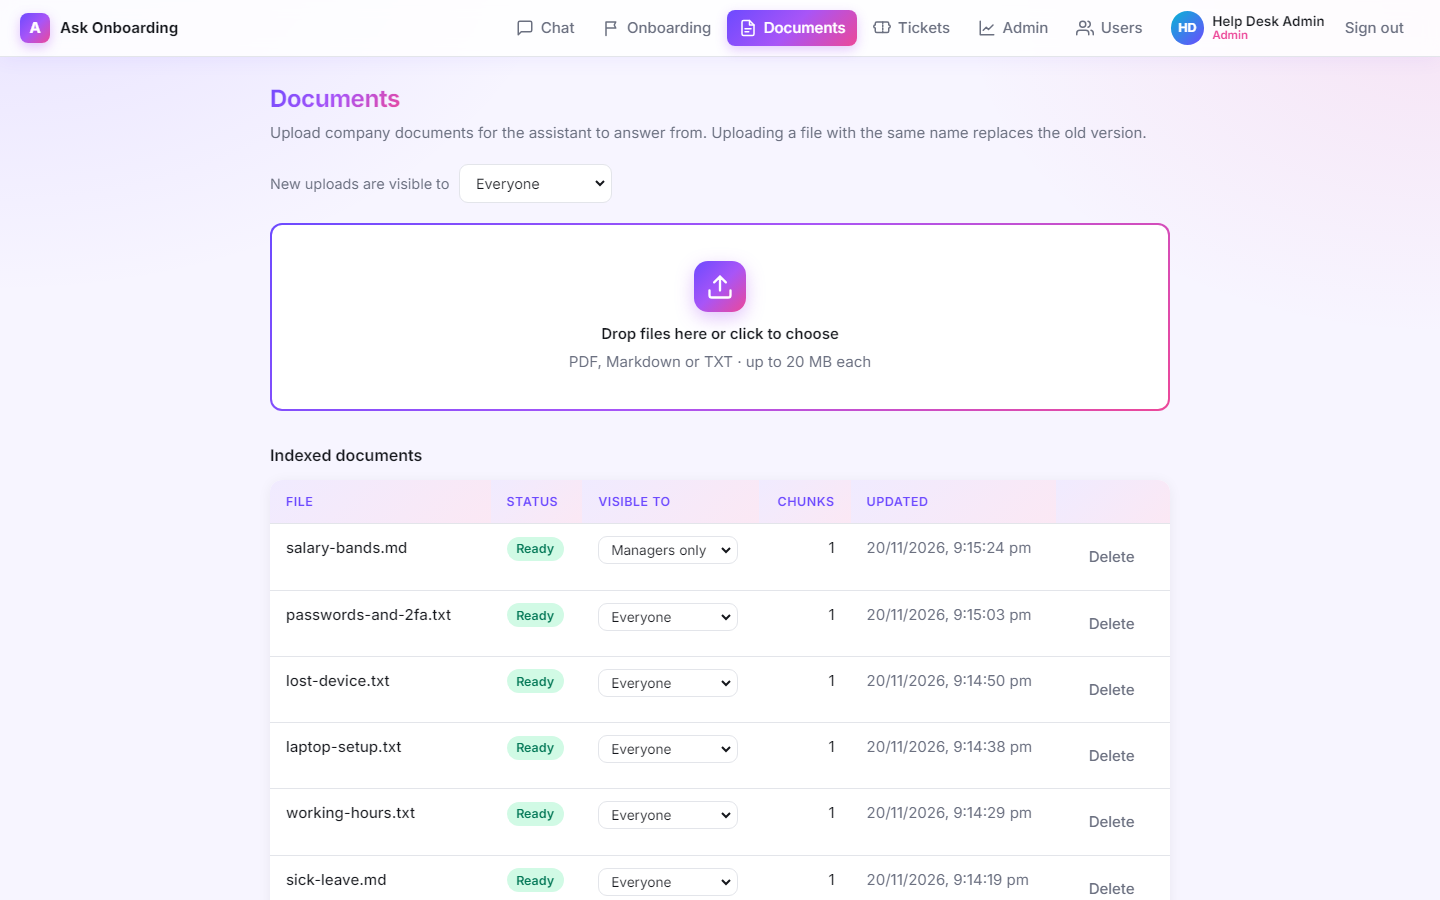 A Ask Onboarding Chat Onboarding Documents Tickets Admin Users HD Help Desk Admin Sign out
Admin
Documents
Upload company documents for the assistant to answer from. Uploading a file with the same name replaces the old version.
New uploads are visible to Everyone
Drop files here or click to choose
PDF, Markdown or TXT · up to 20 MB each
Indexed documents
FILE STATUS VISIBLE TO CHUNKS UPDATED
salary-bands.md Ready Managers only 1 20/11/2026, 9:15:24 pm Delete
passwords-and-2fa.txt Ready Everyone 1 20/11/2026, 9:15:03 pm Delete
lost-device.txt Ready Everyone 1 20/11/2026, 9:14:50 pm Delete
laptop-setup.txt Ready Everyone 1 20/11/2026, 9:14:38 pm Delete
working-hours.txt Ready Everyone 1 20/11/2026, 9:14:29 pm Delete
sick-leave.md Ready Everyone 1 20/11/2026, 9:14:19 pm Delete